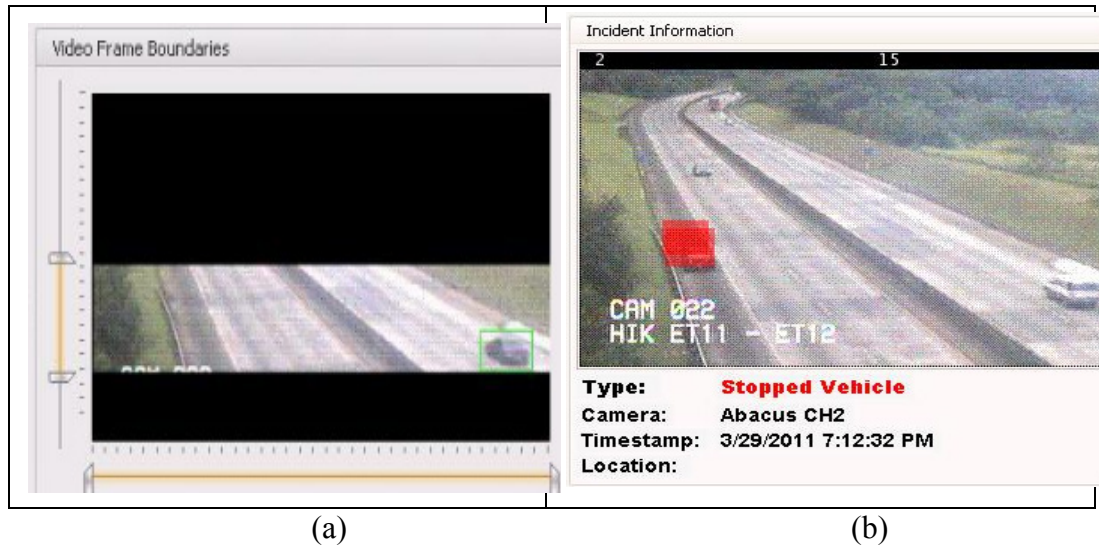 Video Frame Boundaries
Incident Information
2 15
CAM 022
HIK ET11 - ET12
Type: Stopped Vehicle
Camera: Abacus CH2
Timestamp: 3/29/2011 7:12:32 PM
Location:
(a) (b)